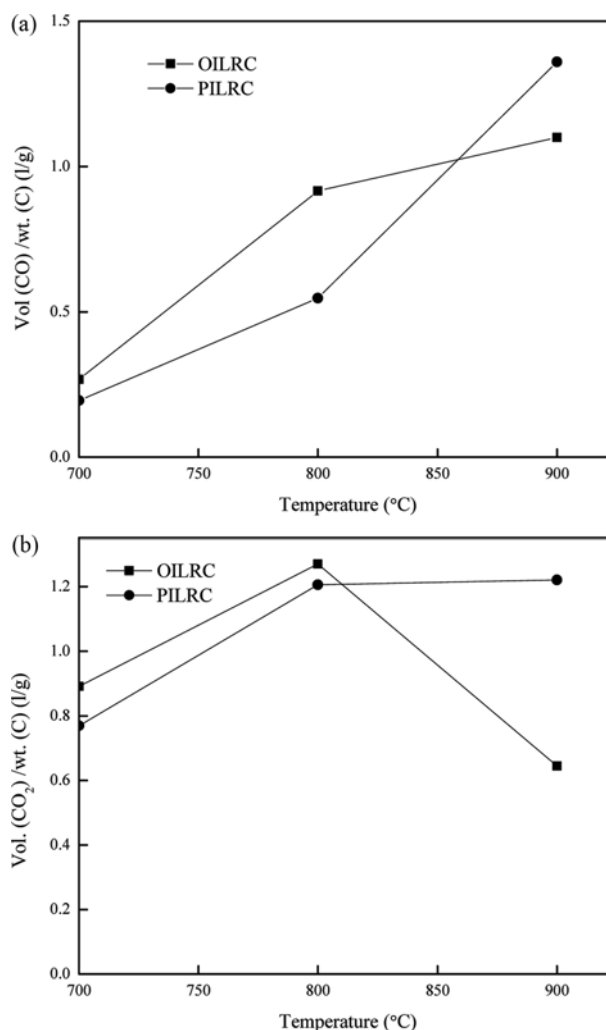 (a)
1.5
1.0
0.5
0.0
Vol (CO) /wt. (C) (l/g)
OILRC
PILRC
700 750 800 850 900
Temperature (°C)
(b)
1.2
1.0
0.8
0.6
0.4
0.2
0.0
Vol. (CO₂) /wt. (C) (l/g)
OILRC
PILRC
700 750 800 850 900
Temperature (°C)